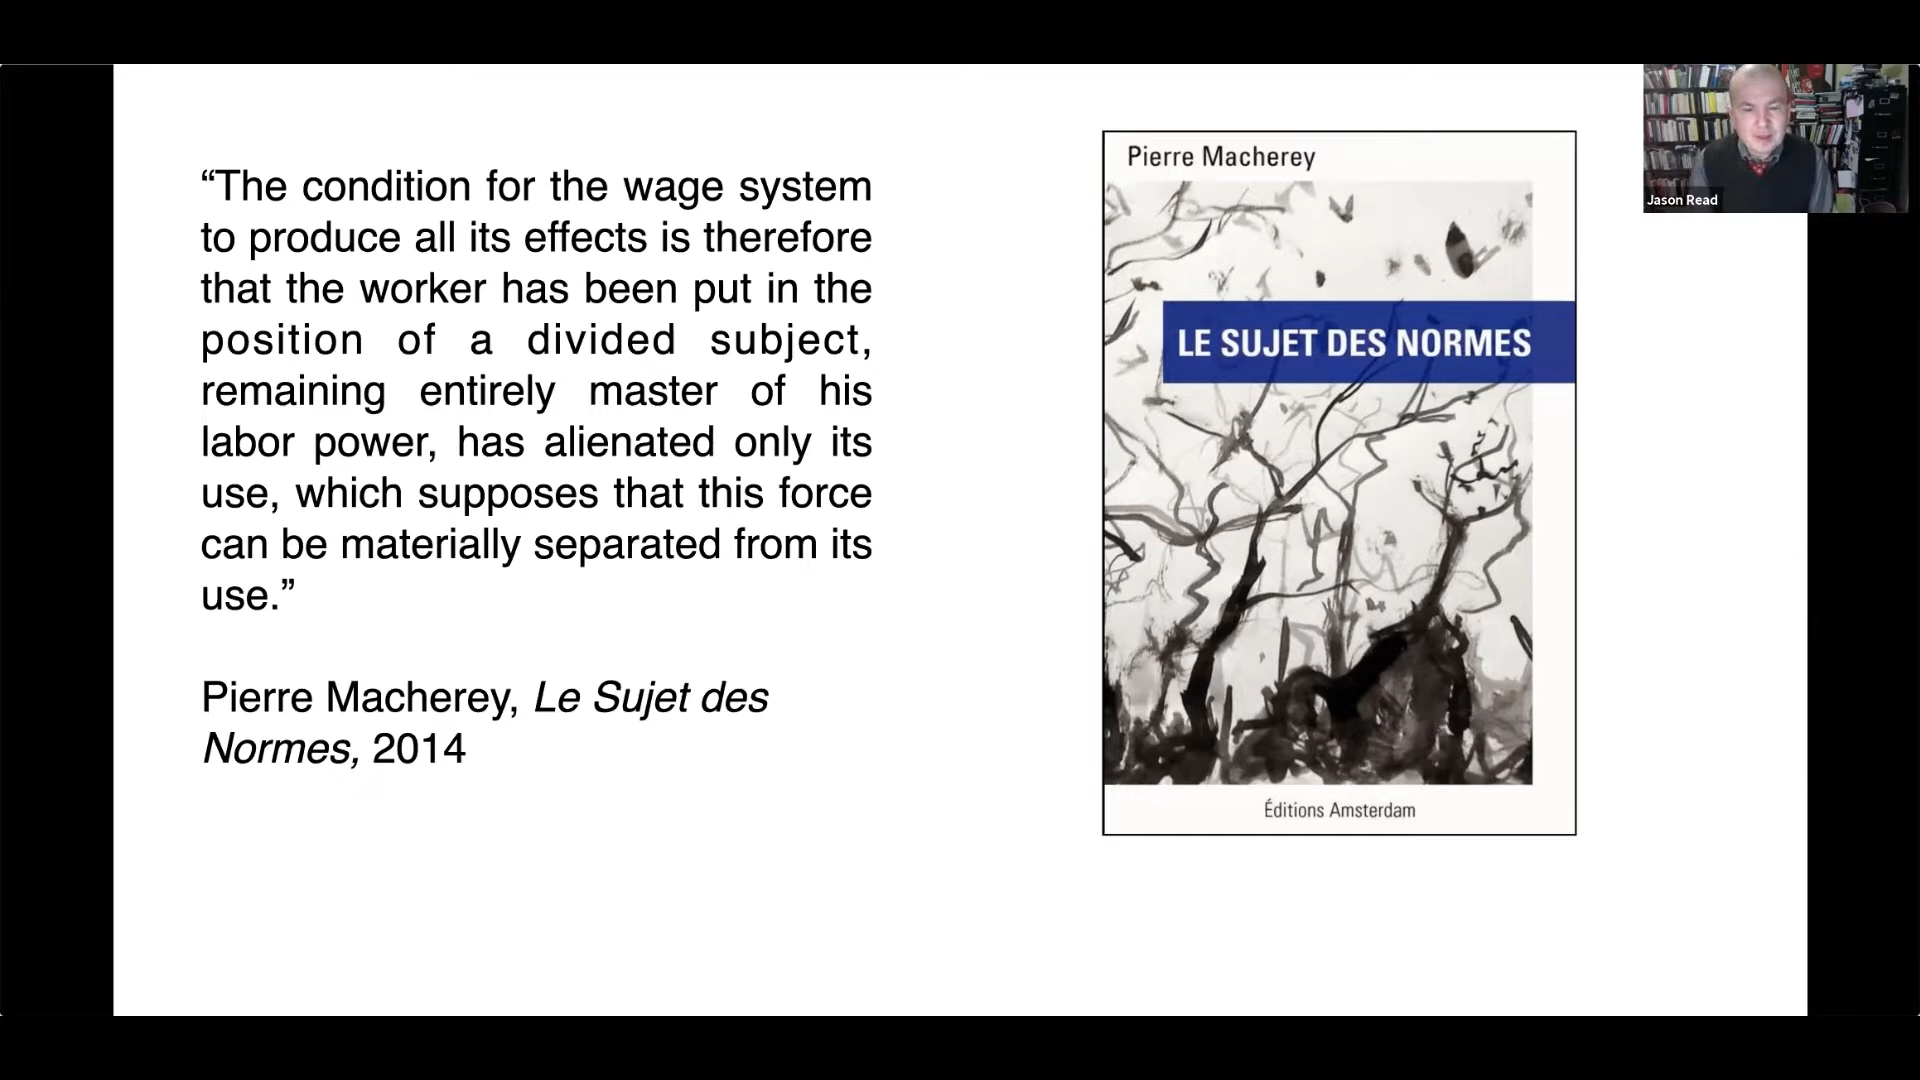 “The condition for the wage system
to produce all its effects is therefore
that the worker has been put in the
position of a divided subject,
remaining entirely master of his
labor power, has alienated only its
use, which supposes that this force
can be materially separated from its
use.”
Pierre Macherey, Le Sujet des
Normes, 2014
Pierre Macherey
LE SUJET DES NORMES
Éditions Amsterdam
Jason Read